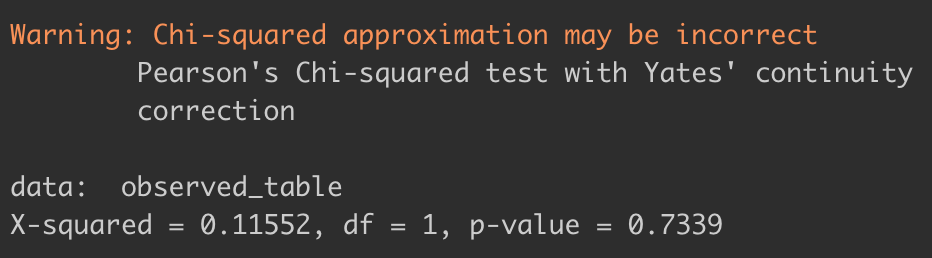 Warning: Chi-squared approximation may be incorrect
Pearson's Chi-squared test with Yates' continuity
correction
data:  observed_table
X-squared = 0.11552, df = 1, p-value = 0.7339